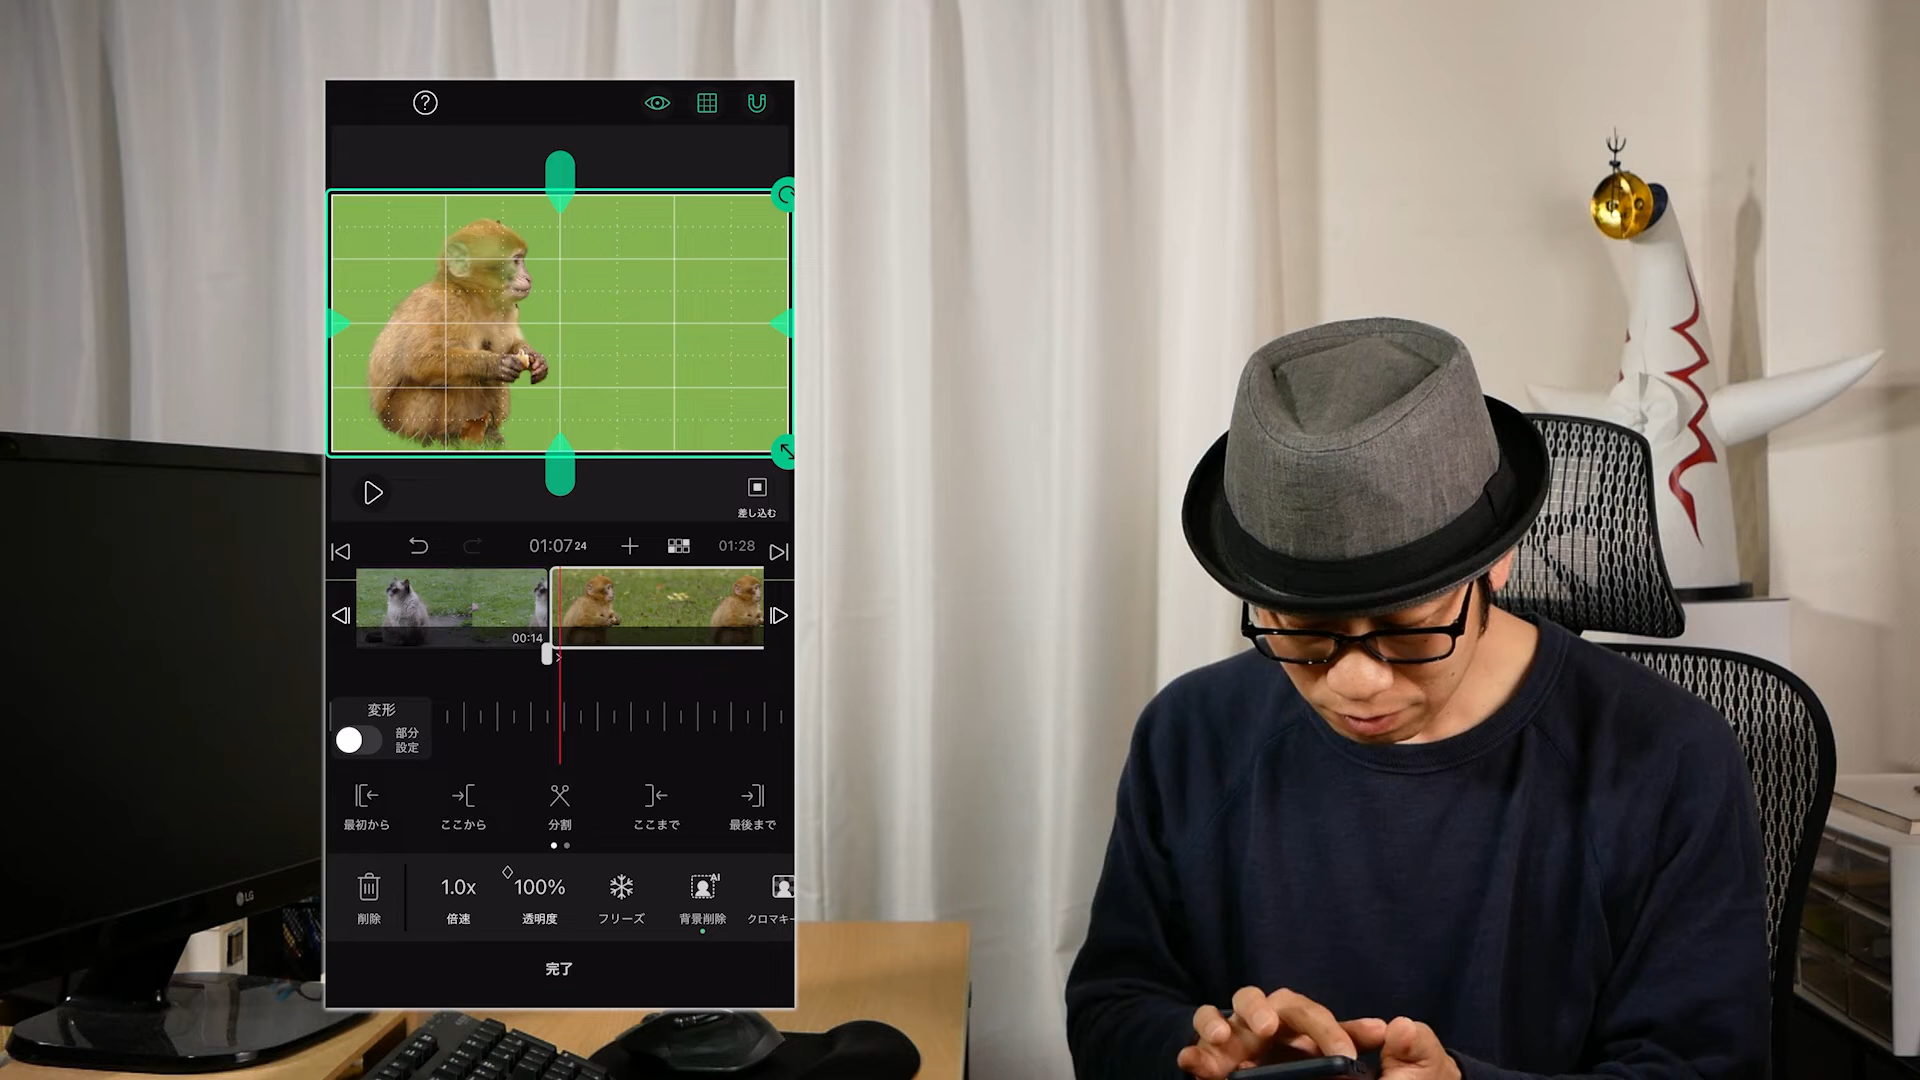 ?
差し込む
01:07 24
01:28
00:14
変形
部分
設定
最初から
ここから
分割
ここまで
最後まで
1.0x
100%
AI
削除
倍速
透明度
フリーズ
背景削除
クロマキー
完了
LG